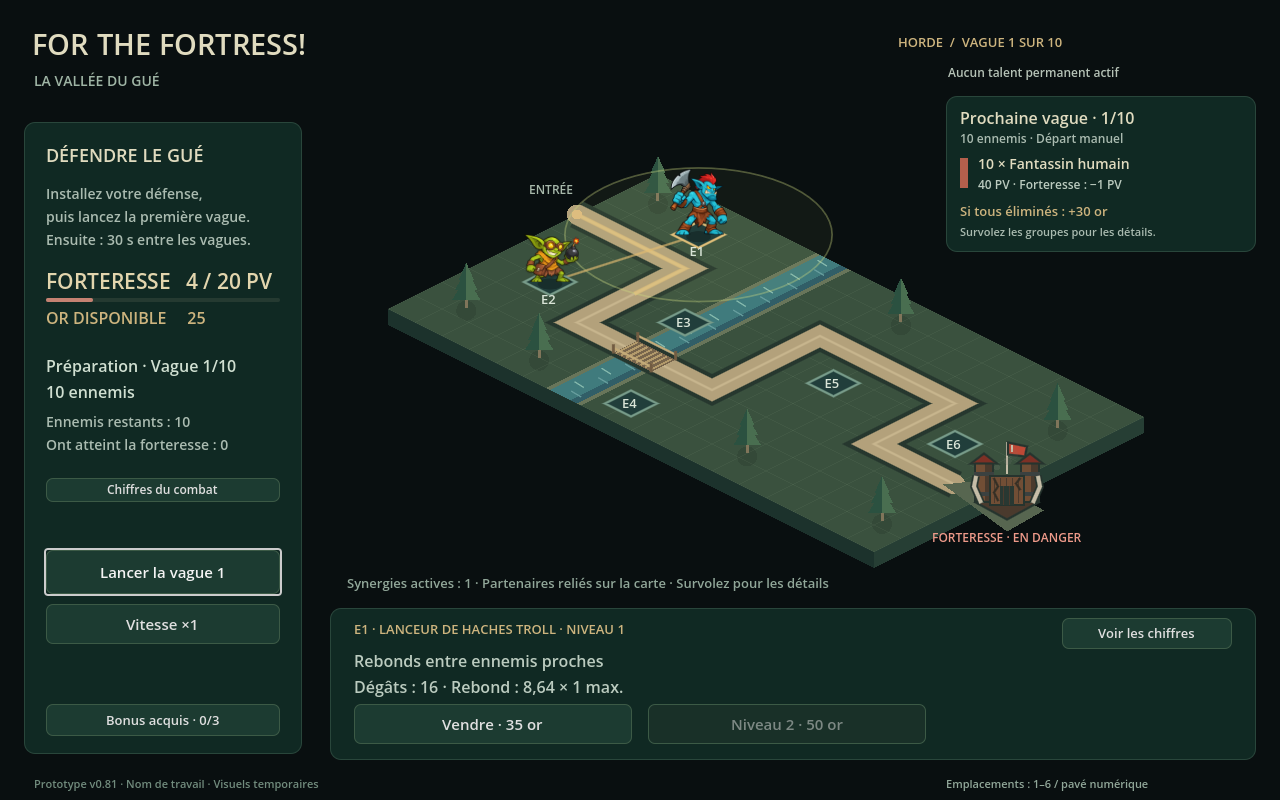 FOR THE FORTRESS!
LA VALLÉE DU GUÉ
HORDE / VAGUE 1 SUR 10
Aucun talent permanent actif
Prochaine vague · 1/10
10 ennemis · Départ manuel
10 × Fantassin humain
40 PV · Forteresse : −1 PV
Si tous éliminés : +30 or
Survolez les groupes pour les détails.
DÉFENDRE LE GUÉ
Installez votre défense,
puis lancez la première vague.
Ensuite : 30 s entre les vagues.
FORTERESSE 4 / 20 PV
OR DISPONIBLE 25
Préparation · Vague 1/10
10 ennemis
Ennemis restants : 10
Ont atteint la forteresse : 0
Chiffres du combat
Lancer la vague 1
Vitesse ×1
Bonus acquis · 0/3
ENTRÉE
E1
E2
E3
E4
E5
E6
FORTERESSE · EN DANGER
Synergies actives : 1 · Partenaires reliés sur la carte · Survolez pour les détails
E1 · LANCEUR DE HACHES TROLL · NIVEAU 1
Voir les chiffres
Rebonds entre ennemis proches
Dégâts : 16 · Rebond : 8,64 × 1 max.
Vendre · 35 or
Niveau 2 · 50 or
Prototype v0.81 · Nom de travail · Visuels temporaires
Emplacements : 1–6 / pavé numérique